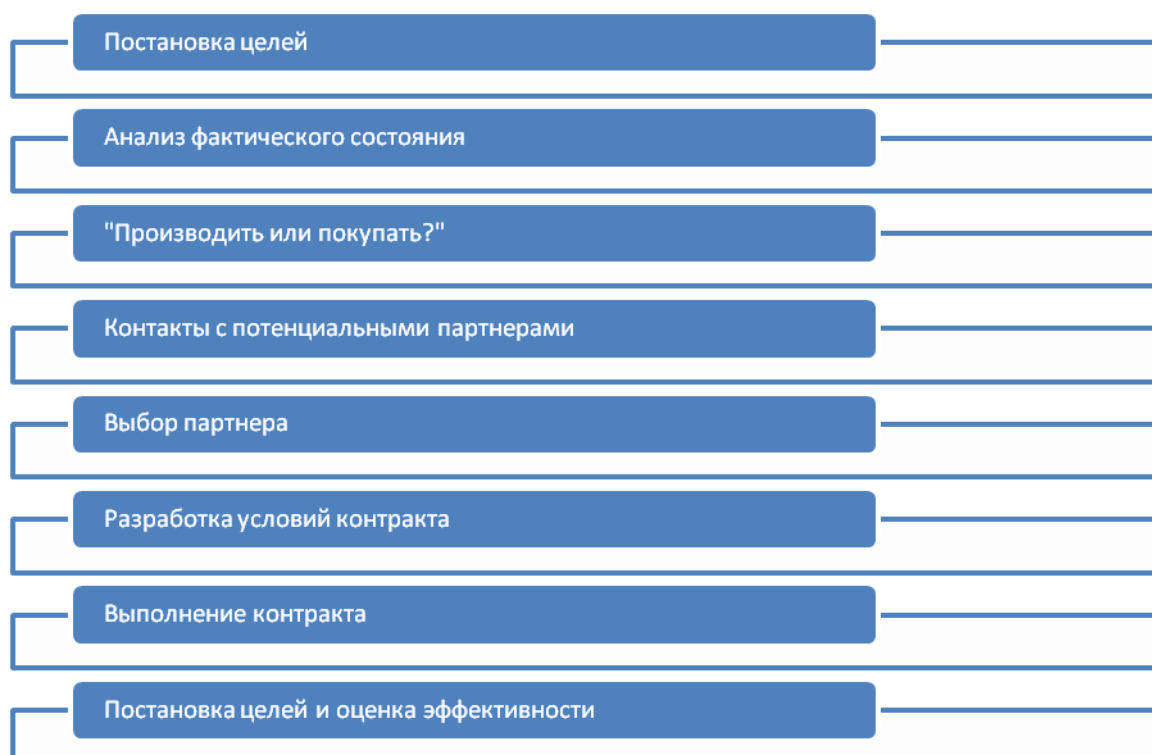 Постановка целей
Анализ фактического состояния
"Производить или покупать?"
Контакты с потенциальными партнерами
Выбор партнера
Разработка условий контракта
Выполнение контракта
Постановка целей и оценка эффективности